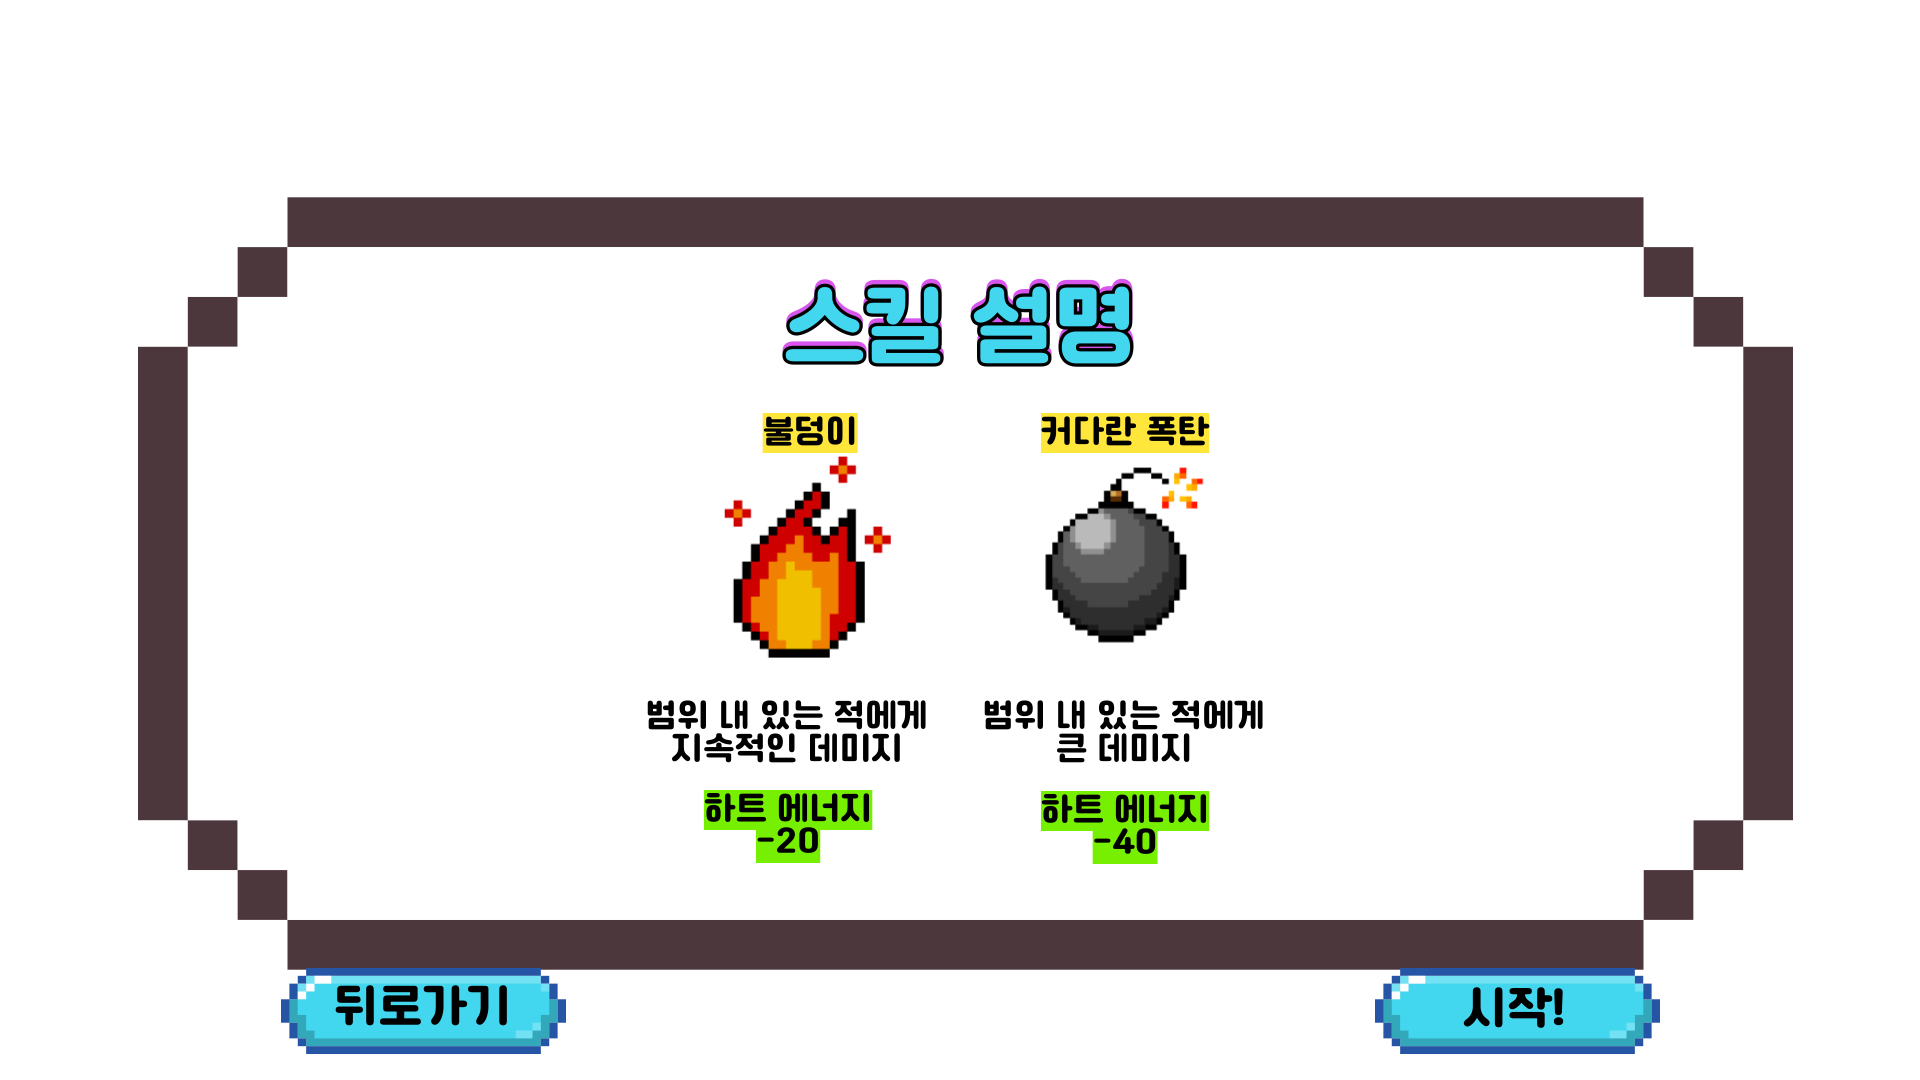 스킬 설명
불덩이
커다란 폭탄
범위 내 있는 적에게
지속적인 데미지
범위 내 있는 적에게
큰 데미지
하트 에너지
-20
하트 에너지
-40
뒤로가기
시작!